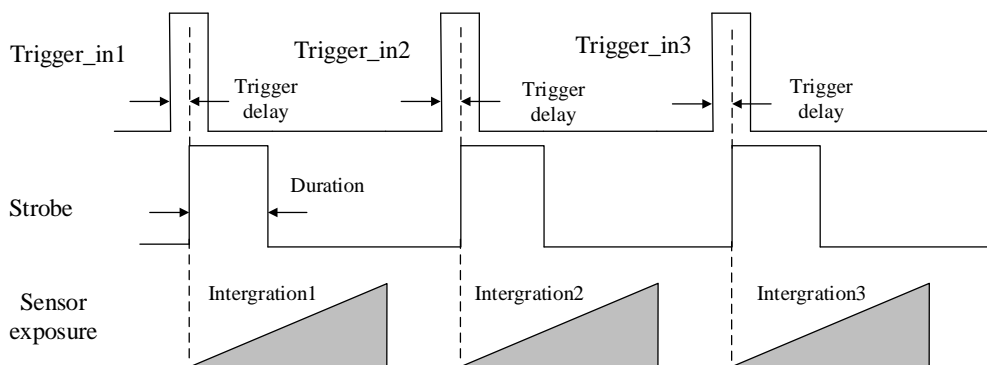 Trigger_in1
Trigger_in2
Trigger_in3
Trigger
delay
Trigger
delay
Trigger
delay
Strobe
Duration
Sensor
exposure
Intergration1
Intergration2
Intergration3